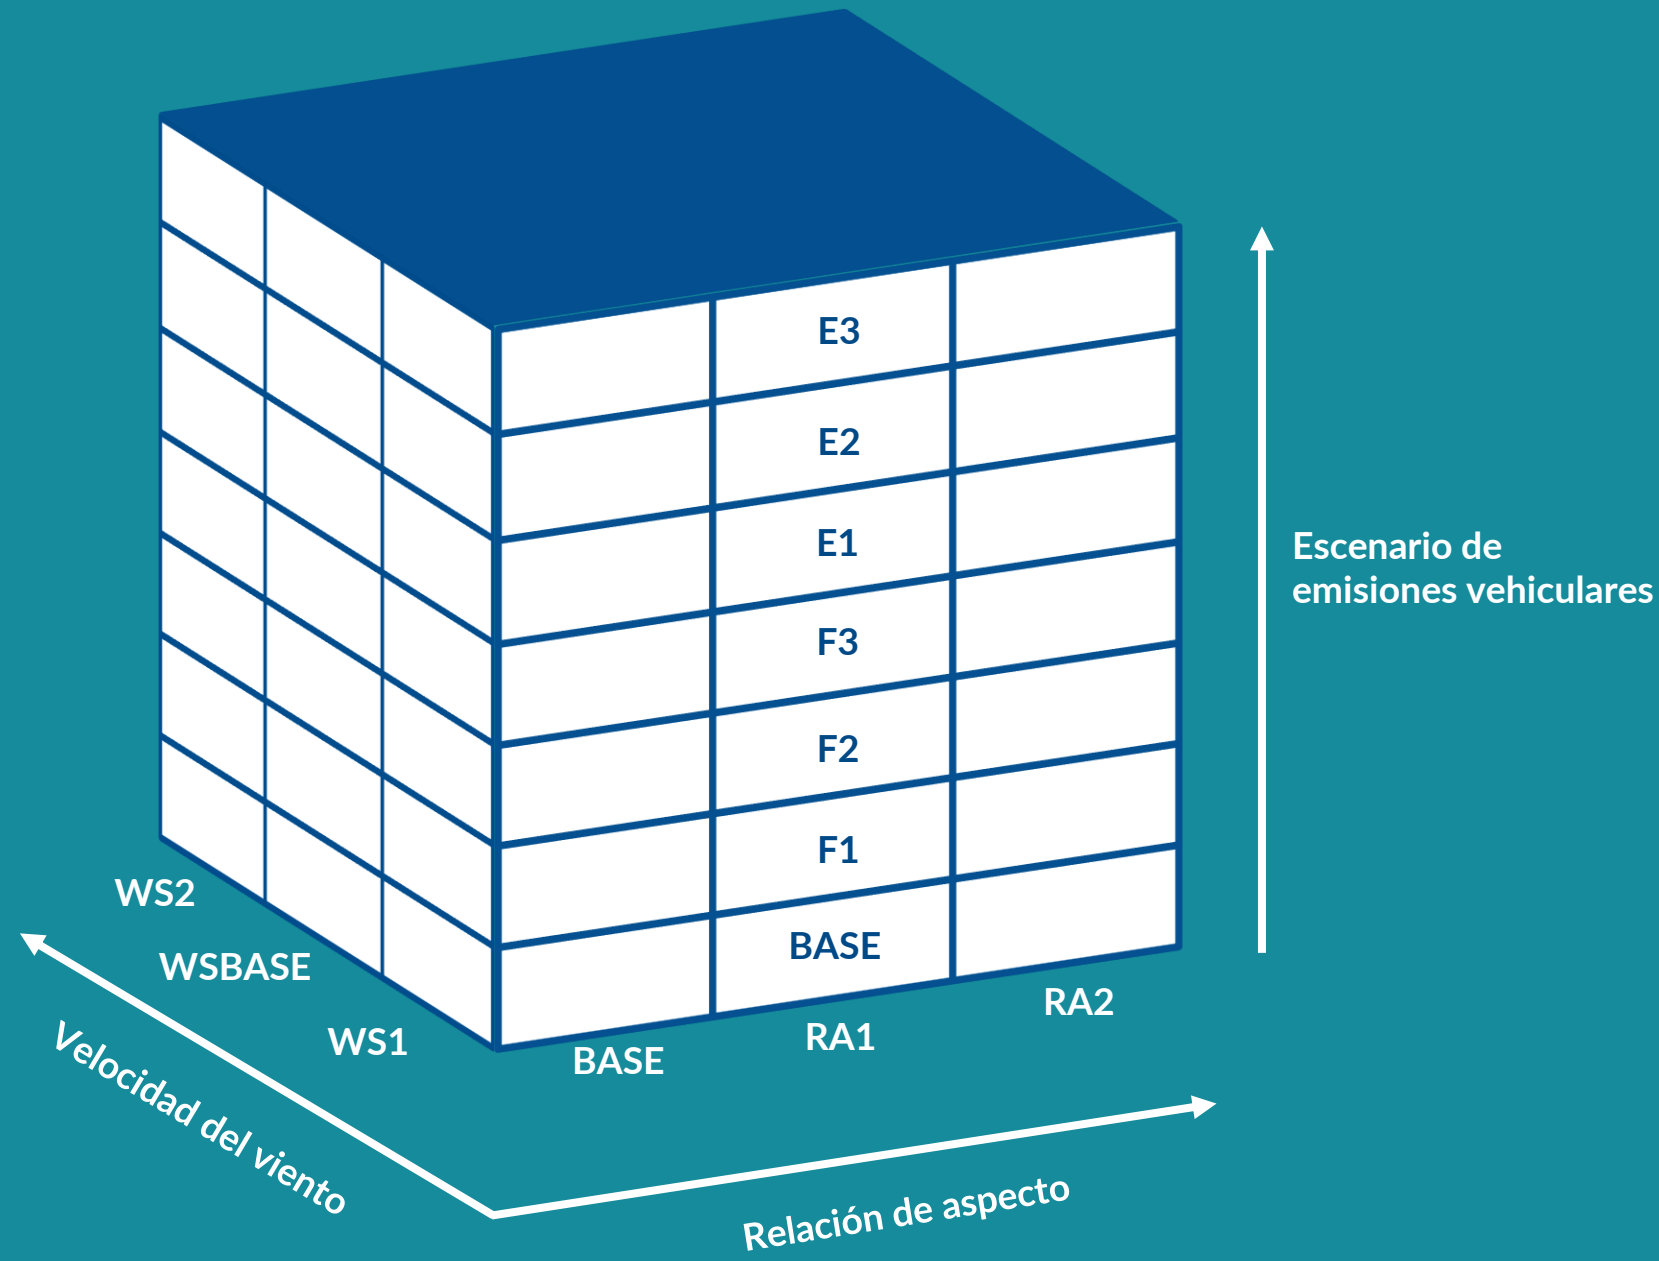 E3
E2
E1
Escenario de
emisiones vehiculares
F3
F2
F1
BASE
WS2
WSBASE
WS1
BASE
RA1
RA2
Velocidad del viento
Relación de aspecto